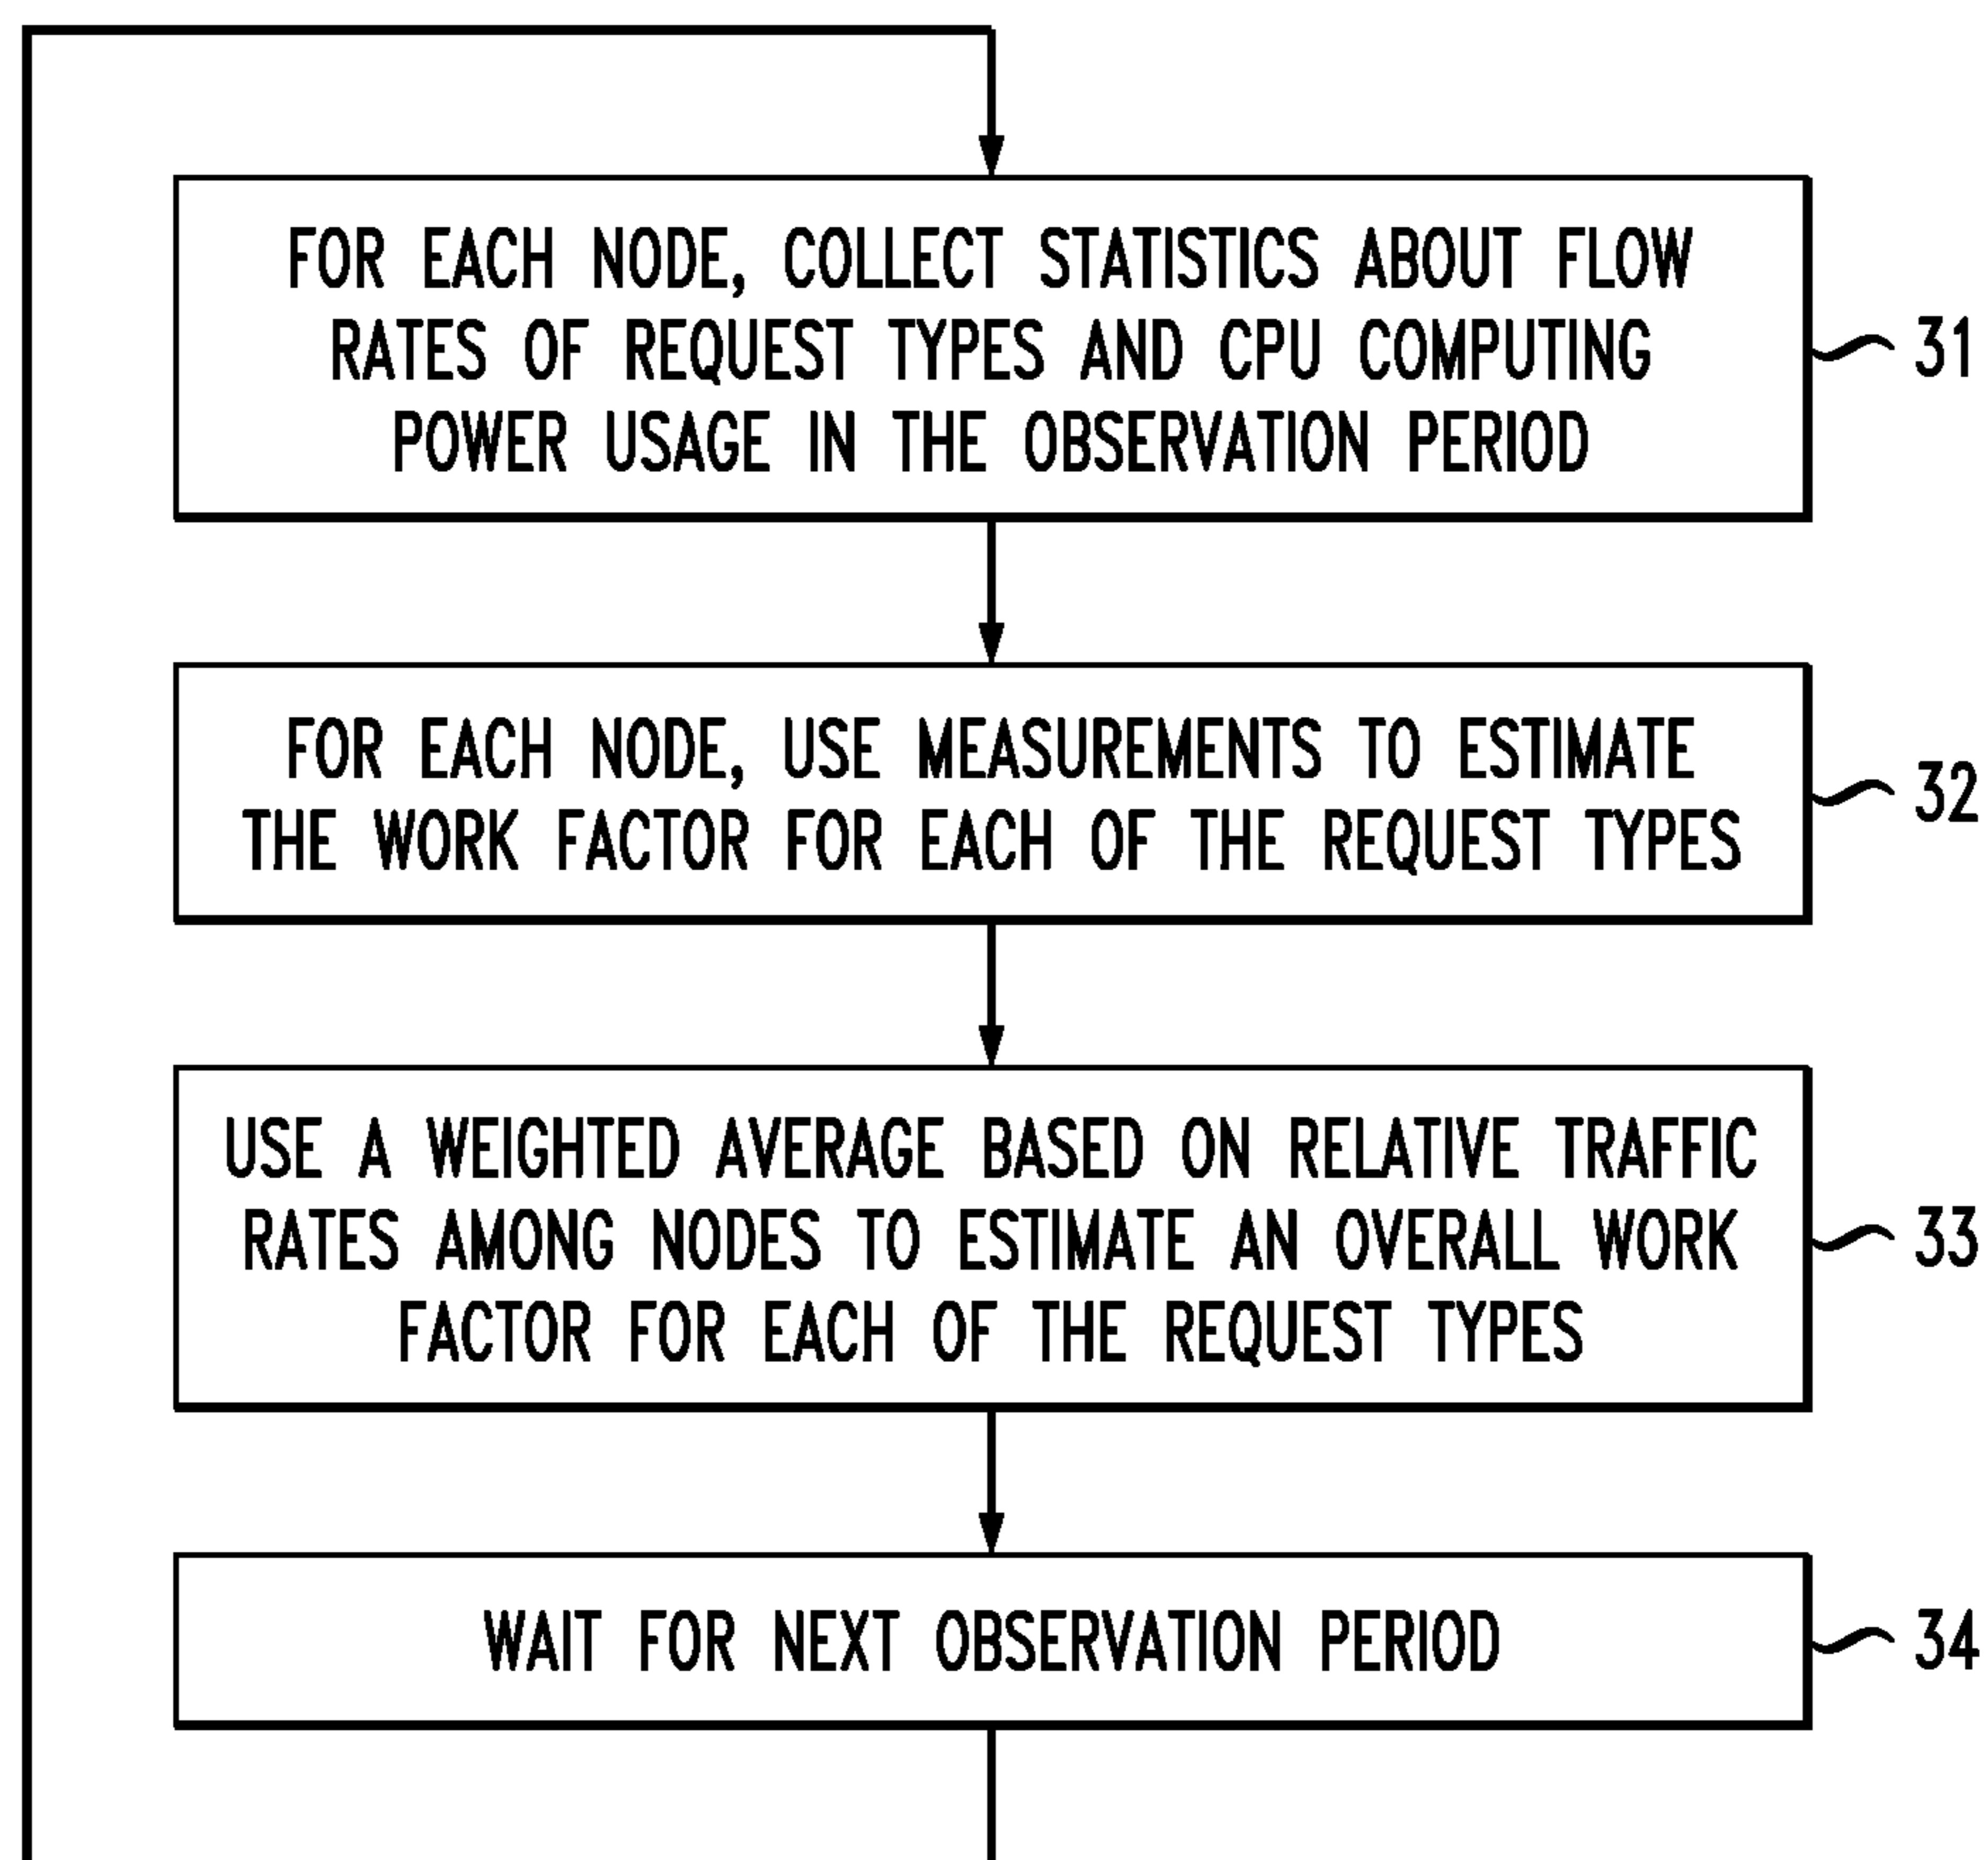 FOR EACH NODE, COLLECT STATISTICS ABOUT FLOW
RATES OF REQUEST TYPES AND CPU COMPUTING
POWER USAGE IN THE OBSERVATION PERIOD
31
FOR EACH NODE, USE MEASUREMENTS TO ESTIMATE
THE WORK FACTOR FOR EACH OF THE REQUEST TYPES
32
USE A WEIGHTED AVERAGE BASED ON RELATIVE TRAFFIC
RATES AMONG NODES TO ESTIMATE AN OVERALL WORK
FACTOR FOR EACH OF THE REQUEST TYPES
33
WAIT FOR NEXT OBSERVATION PERIOD
34